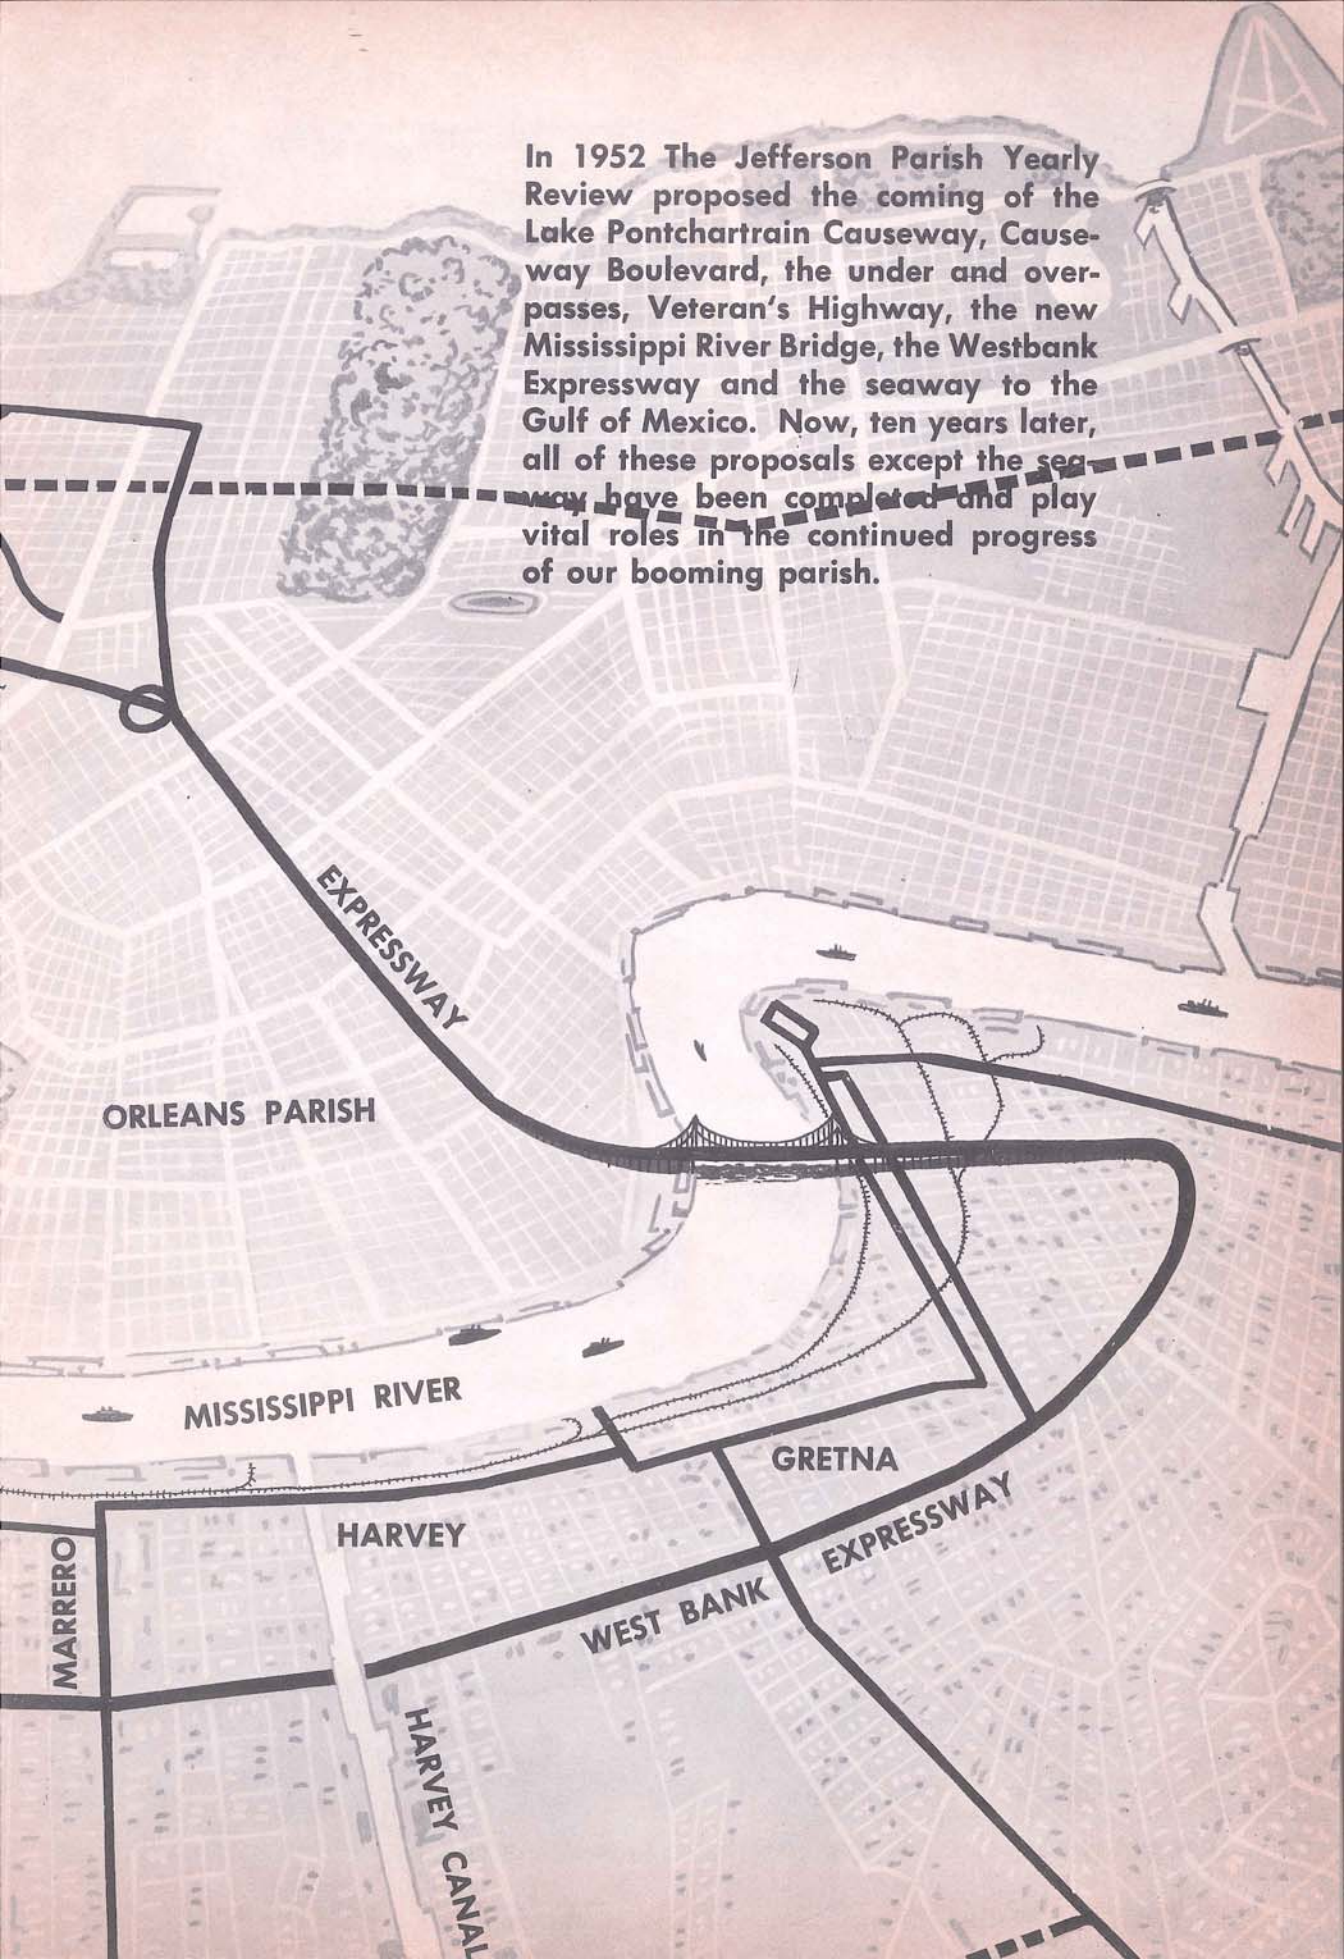 In 1952 The Jefferson Parish Yearly
Review proposed the coming of the
Lake Pontchartrain Causeway, Cause-
way Boulevard, the under and over-
passes, Veteran's Highway, the new
Mississippi River Bridge, the Westbank
Expressway and the seaway to the
Gulf of Mexico. Now, ten years later,
all of these proposals except the sea-
way have been completed and play
vital roles in the continued progress
of our booming parish.
EXPRESSWAY
ORLEANS PARISH
MISSISSIPPI RIVER
GRETNA
HARVEY
EXPRESSWAY
MARRERO
WEST BANK
HARVEY CANAL